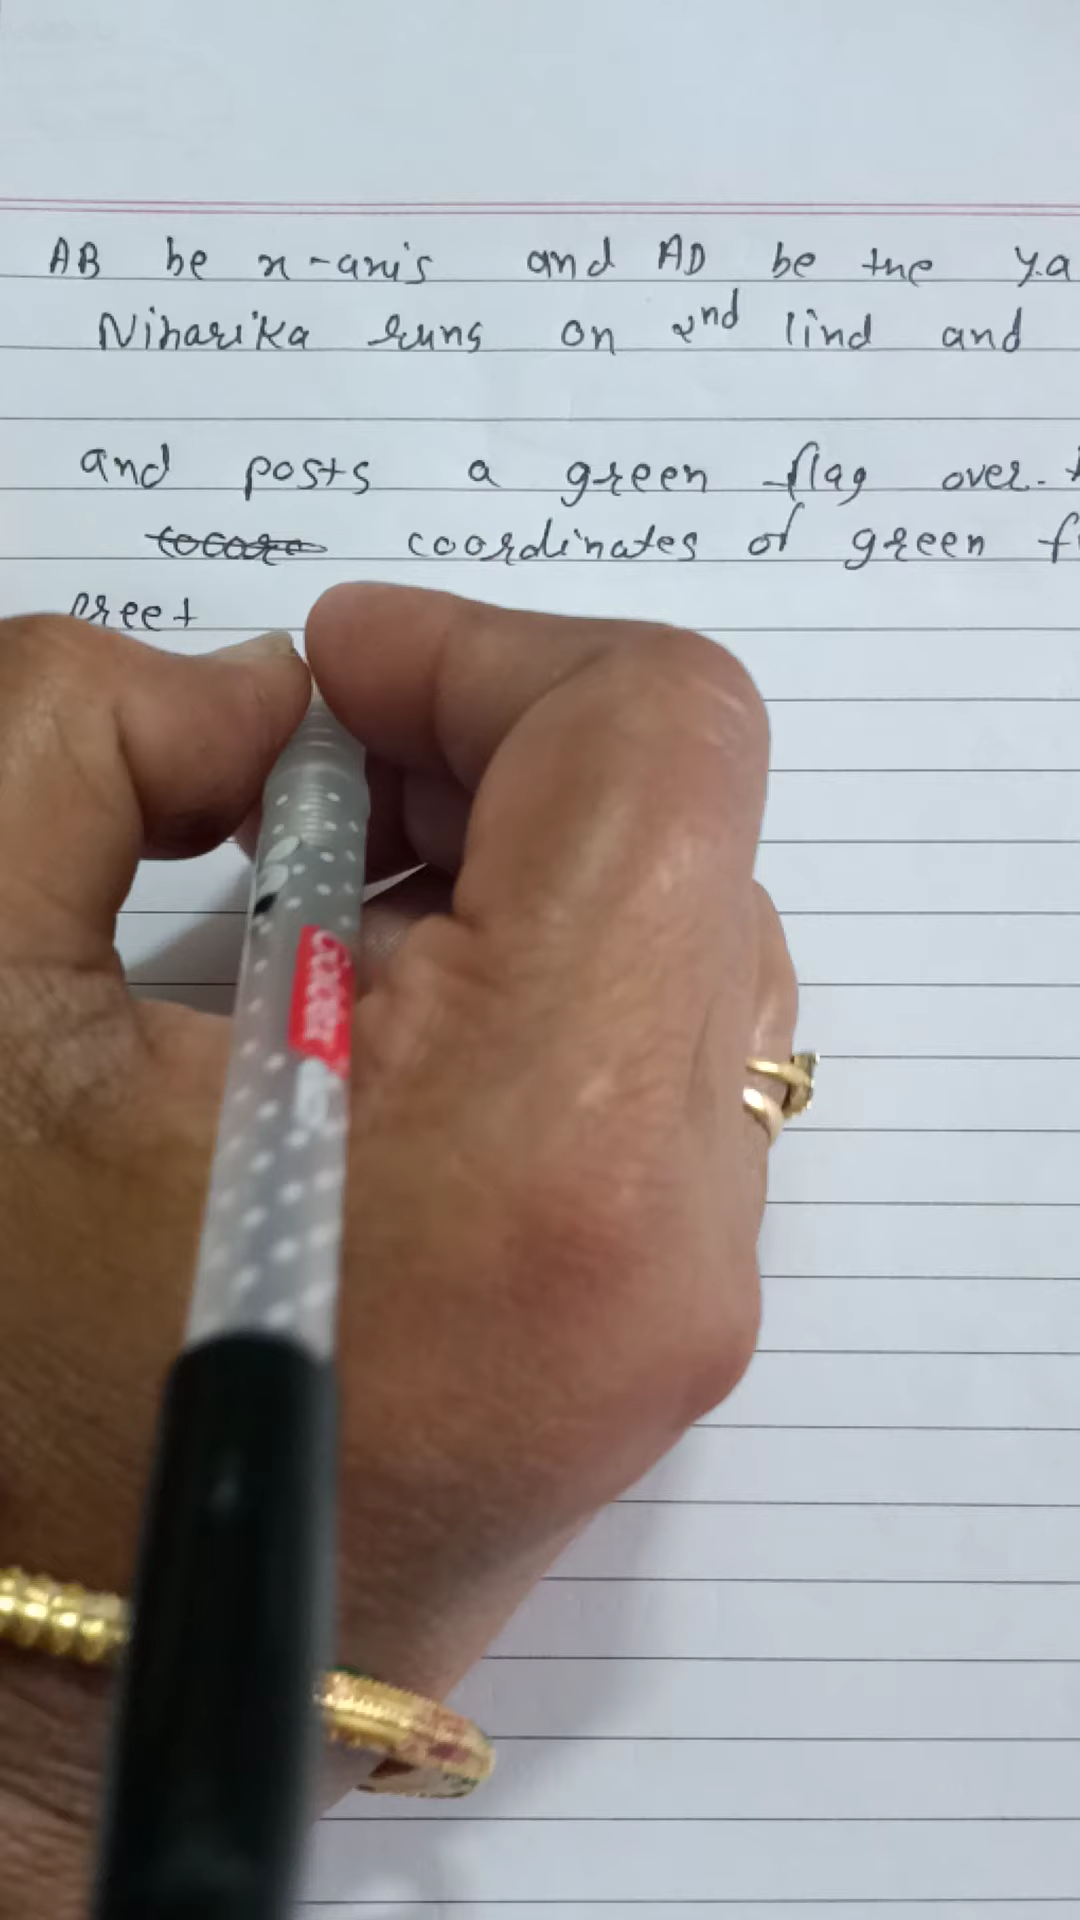 AB be x-axis and AD be the y.a
Niharika runs on 2nd lind and
and posts a green flag over.
coordinates of green f
preet